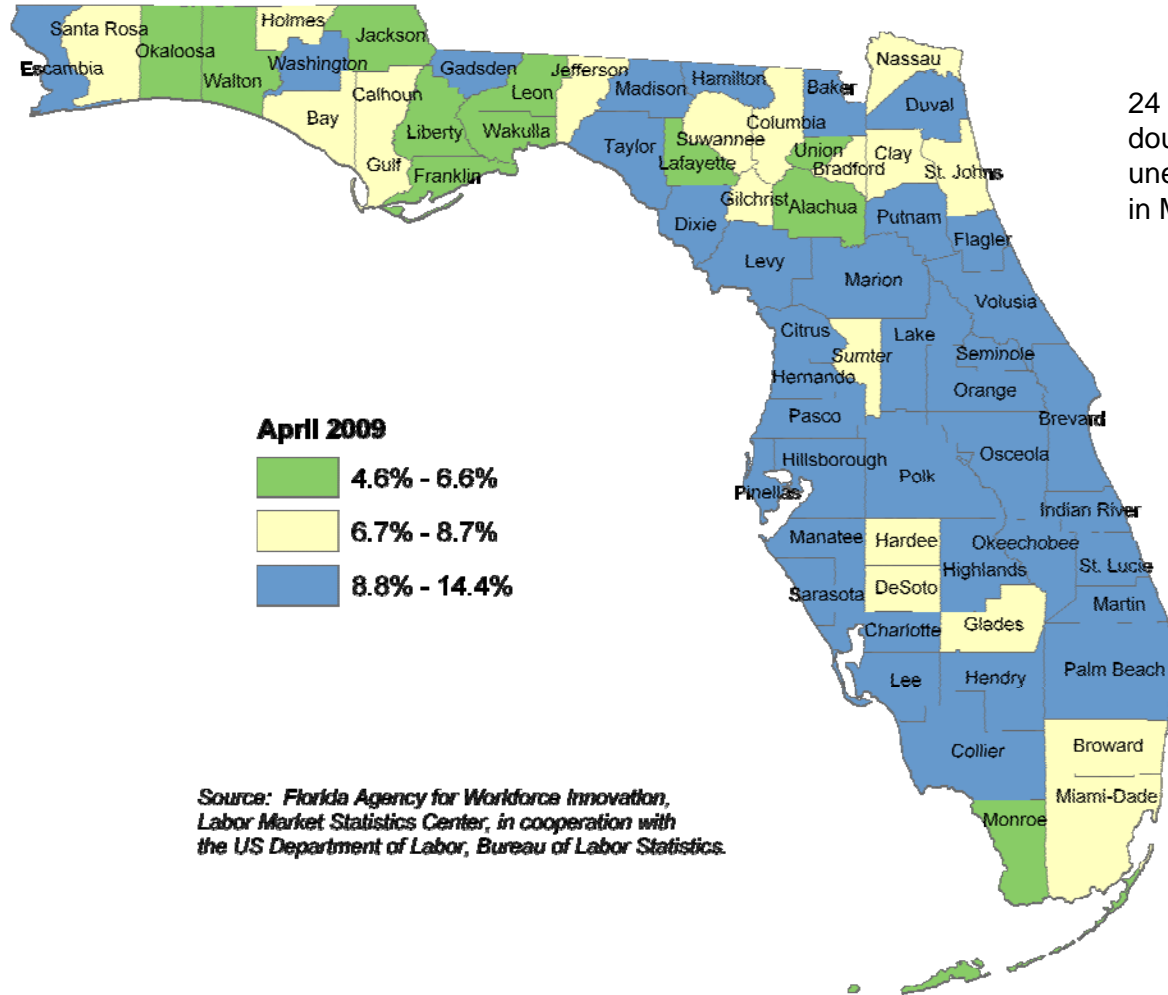 Holmes
Santa Rosa
Jackson
Okaloosa
Escambia
Washington
Walton
Gadsden
Jefferson
Leon
Madison
Hamilton
Baker
Nassau
Duval
Calhoun
Bay
Liberty
Wakulla
Gulf
Franklin
Taylor
Suwannee
Columbia
Lafayette
Union
Bradford
Clay
St. Johns
Gilchrist
Alachua
Putnam
Dixie
Flagler
Levy
Marion
Volusia
Citrus
Lake
Sumter
Seminole
Hernando
Orange
Pasco
Brevard
Hillsborough
Osceola
Polk
Pinellas
Indian River
Manatee
Hardee
Okeechobee
Highlands
St. Lucie
Sarasota
DeSoto
Martin
Charlotte
Glades
Lee
Hendry
Palm Beach
Collier
Broward
Miami-Dade
Monroe
24
dou
une
in M
April 2009
4.6% - 6.6%
6.7% - 8.7%
8.8% - 14.4%
Source: Florida Agency for Workforce Innovation,
Labor Market Statistics Center, in cooperation with
the US Department of Labor, Bureau of Labor Statistics.